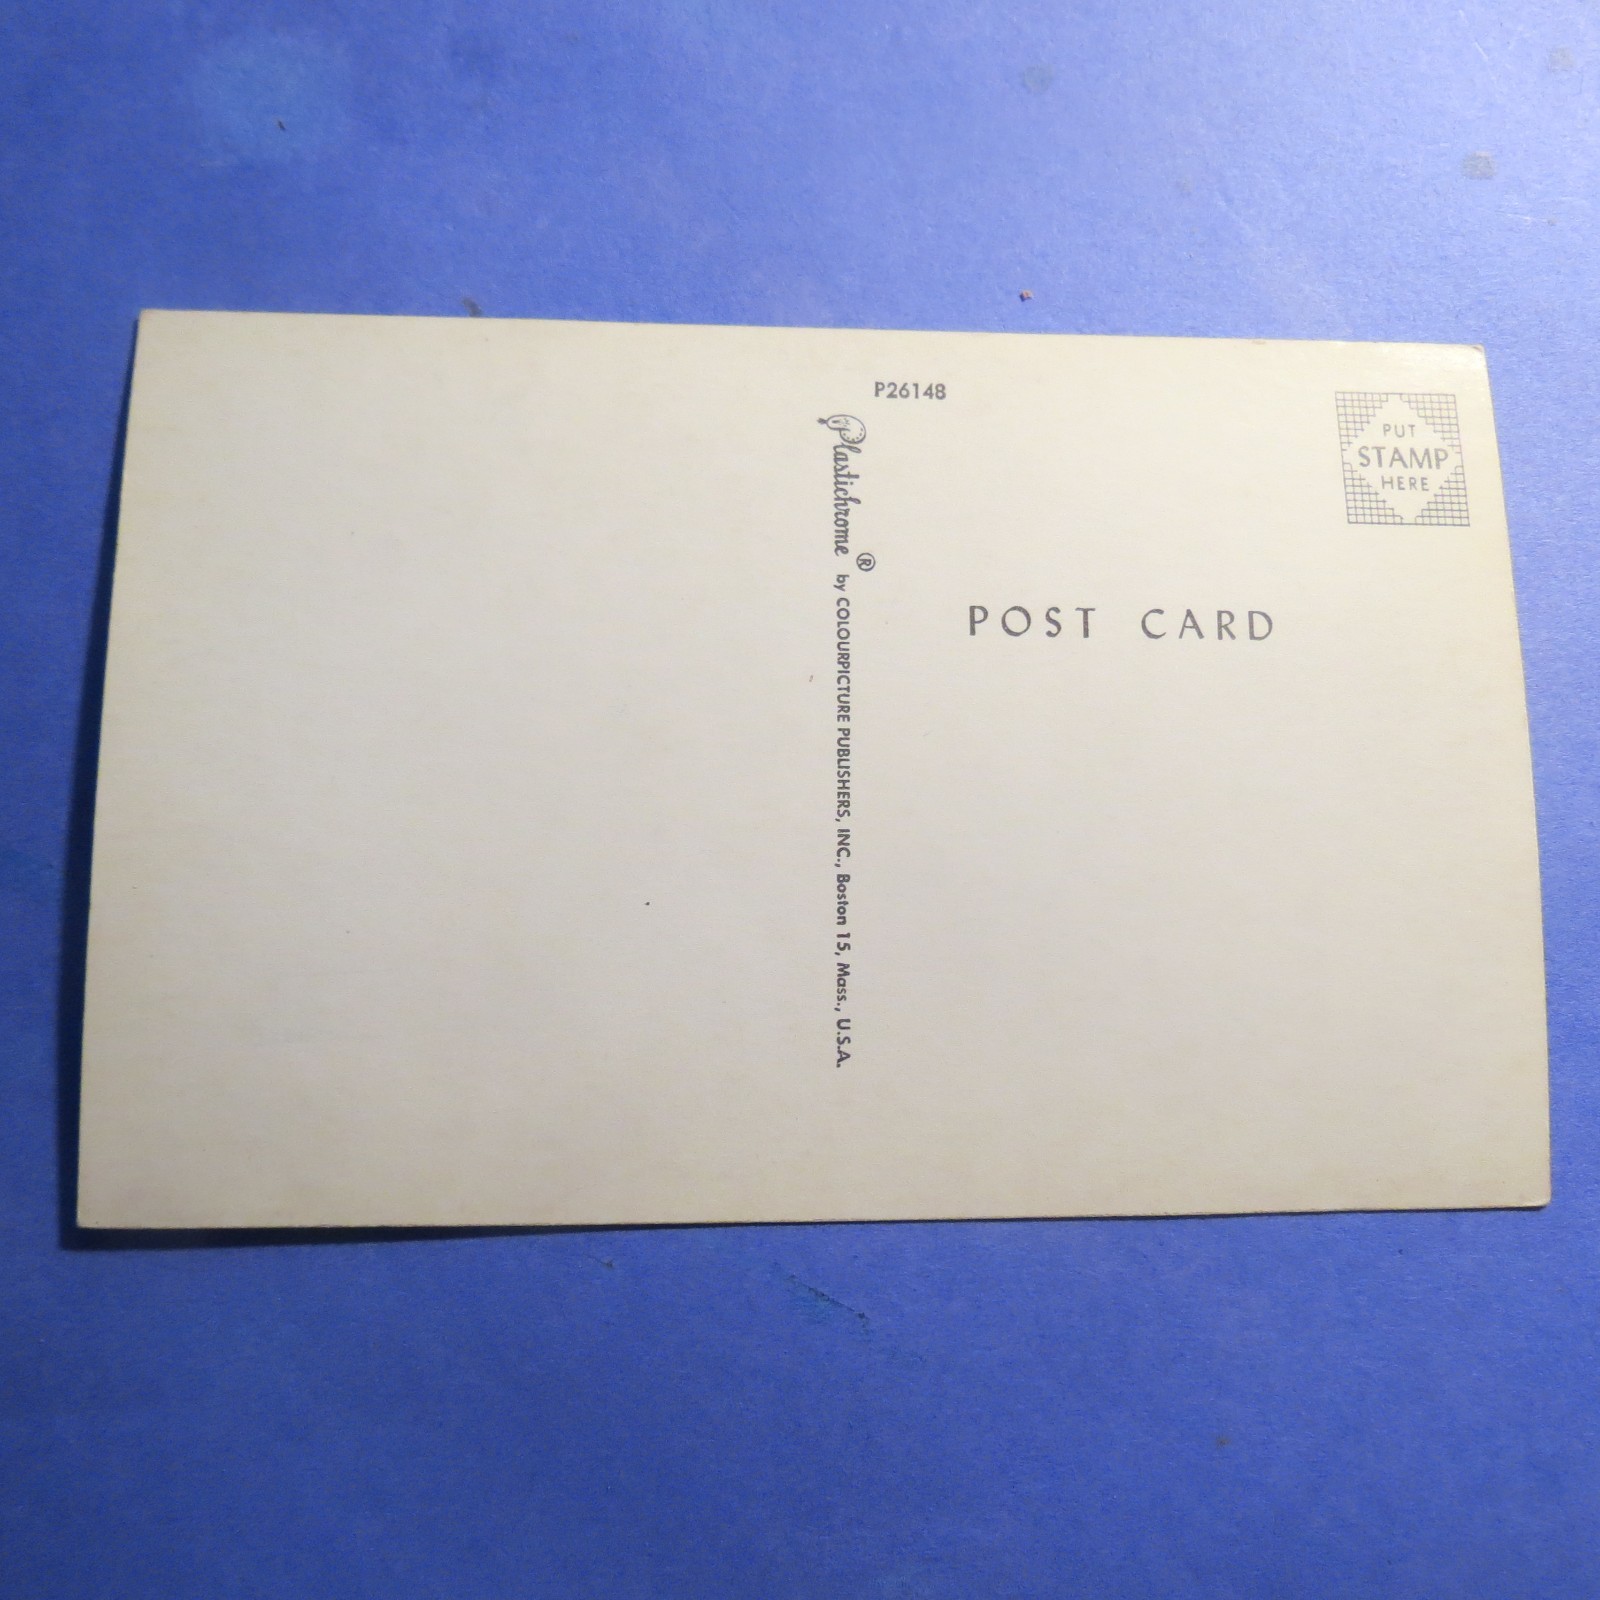 P26148
PUT
STAMP
HERE
Plastichrome ® by COLOURPICTURE PUBLISHERS, INC., Boston 15, Mass., U.S.A.
POST CARD